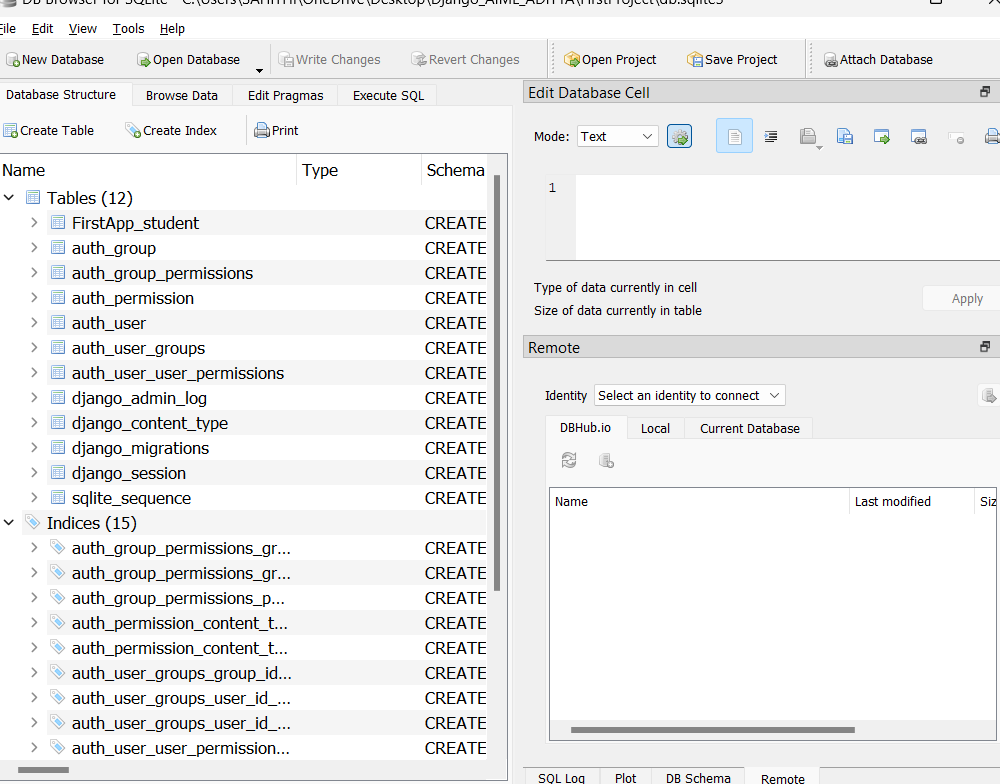 DB Browser for SQLite - C:\Users\SAHITHI\OneDrive\Desktop\Django_AIML_ADITYA\FirstProject\db.sqlite3
File Edit View Tools Help
New Database Open Database Write Changes Revert Changes Open Project Save Project Attach Database
Database Structure Browse Data Edit Pragmas Execute SQL
Create Table Create Index Print
Name Type Schema
Tables (12)
FirstApp_student CREATE
auth_group CREATE
auth_group_permissions CREATE
auth_permission CREATE
auth_user CREATE
auth_user_groups CREATE
auth_user_user_permissions CREATE
django_admin_log CREATE
django_content_type CREATE
django_migrations CREATE
django_session CREATE
sqlite_sequence CREATE
Indices (15)
auth_group_permissions_gr... CREATE
auth_group_permissions_gr... CREATE
auth_group_permissions_p... CREATE
auth_permission_content_t... CREATE
auth_permission_content_t... CREATE
auth_user_groups_group_id... CREATE
auth_user_groups_user_id_... CREATE
auth_user_groups_user_id_... CREATE
auth_user_user_permission... CREATE
Edit Database Cell
Mode: Text
1
Type of data currently in cell
Size of data currently in table
Apply
Remote
Identity Select an identity to connect
DBHub.io Local Current Database
Name Last modified Siz
SQL Log Plot DB Schema Remote